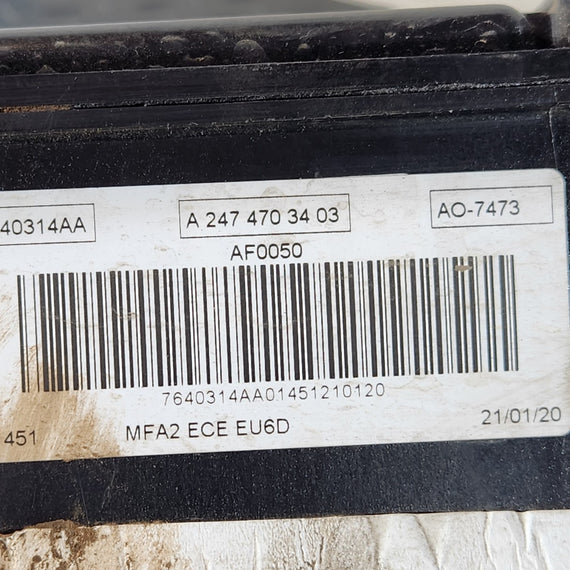 40314AA
A 247 470 34 03
AO-7473
AF0050
7640314AA01451210120
451
MFA2 ECE EU6D
21/01/20